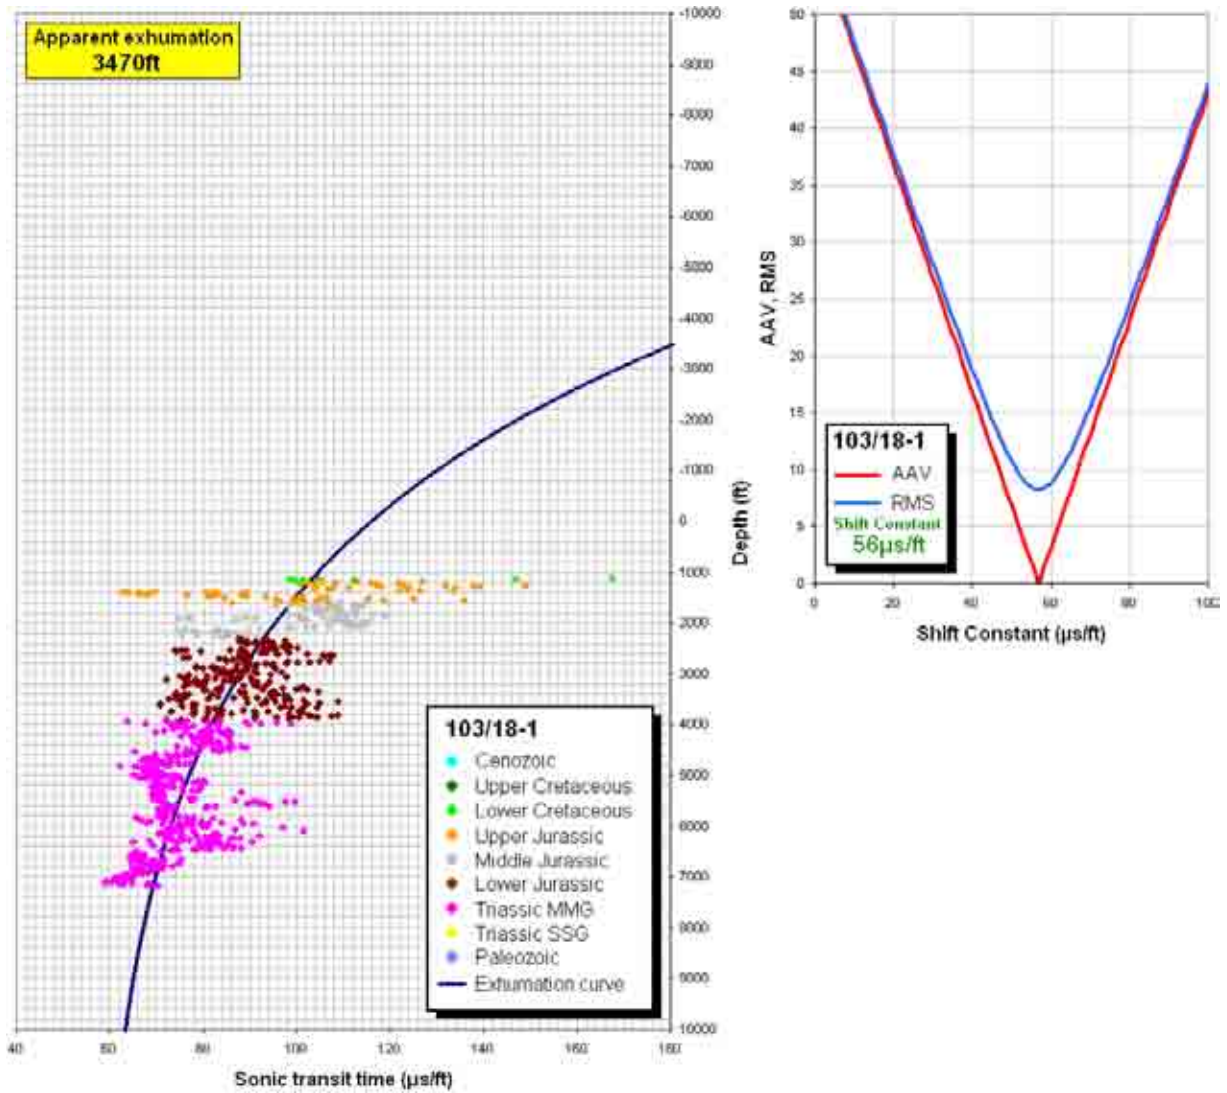 Apparent exhumation
3470ft
-10000
-9000
-8000
-7000
-6000
-5000
-4000
-3000
-2000
-1000
0
1000
2000
3000
4000
5000
6000
7000
8000
9000
10000
Depth (ft)
103/18-1
Cenozoic
Upper Cretaceous
Lower Cretaceous
Upper Jurassic
Middle Jurassic
Lower Jurassic
Triassic MMG
Triassic SSG
Paleozoic
Exhumation curve
40 60 80 100 120 140 160 180
Sonic transit time (µs/ft)
50
45
40
35
30
25
20
15
10
5
0
AAV, RMS
103/18-1
AAV
RMS
Shift Constant
56µs/ft
0 20 40 60 80 100
Shift Constant (µs/ft)